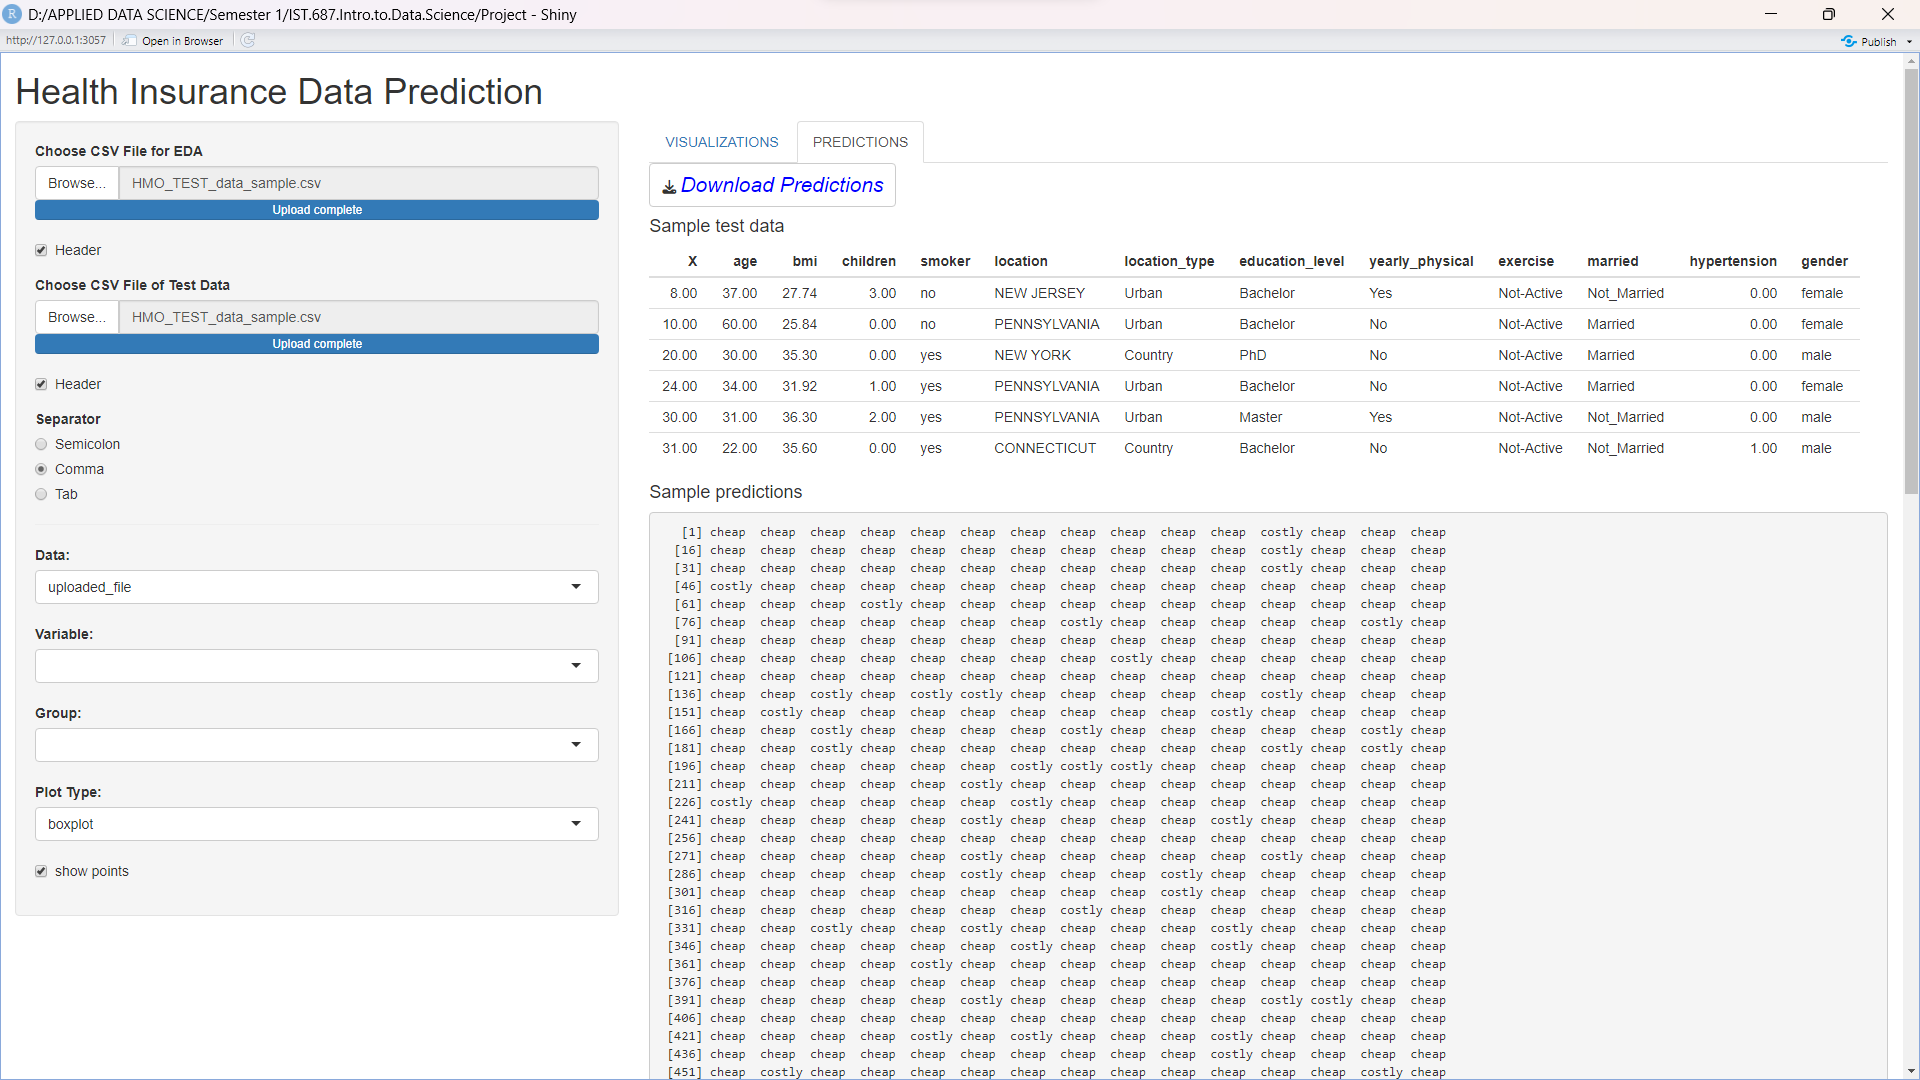 D:/APPLIED DATA SCIENCE/Semester 1/IST.687.Intro.to.Data.Science/Project - Shiny
http://127.0.0.1:3057 Open in Browser Publish
Health Insurance Data Prediction
Choose CSV File for EDA
Browse... HMO_TEST_data_sample.csv
Upload complete
Header
Choose CSV File of Test Data
Browse... HMO_TEST_data_sample.csv
Upload complete
Header
Separator
Semicolon
Comma
Tab
Data:
uploaded_file
Variable:
Group:
Plot Type:
boxplot
show points
VISUALIZATIONS PREDICTIONS
Download Predictions
Sample test data
X age bmi children smoker location location_type education_level yearly_physical exercise married hypertension gender
8.00 37.00 27.74 3.00 no NEW JERSEY Urban Bachelor Yes Not-Active Not_Married 0.00 female
10.00 60.00 25.84 0.00 no PENNSYLVANIA Urban Bachelor No Not-Active Married 0.00 female
20.00 30.00 35.30 0.00 yes NEW YORK Country PhD No Not-Active Married 0.00 male
24.00 34.00 31.92 1.00 yes PENNSYLVANIA Urban Bachelor No Not-Active Married 0.00 female
30.00 31.00 36.30 2.00 yes PENNSYLVANIA Urban Master Yes Not-Active Not_Married 0.00 male
31.00 22.00 35.60 0.00 yes CONNECTICUT Country Bachelor No Not-Active Not_Married 1.00 male
Sample predictions
[1] cheap cheap cheap cheap cheap cheap cheap cheap cheap cheap cheap costly cheap cheap cheap
[16] cheap cheap cheap cheap cheap cheap cheap cheap cheap cheap cheap costly cheap cheap cheap
[31] cheap cheap cheap cheap cheap cheap cheap cheap cheap cheap cheap costly cheap cheap cheap
[46] costly cheap cheap cheap cheap cheap cheap cheap cheap cheap cheap cheap cheap cheap cheap
[61] cheap cheap cheap costly cheap cheap cheap cheap cheap cheap cheap cheap cheap cheap cheap
[76] cheap cheap cheap cheap cheap cheap cheap costly cheap cheap cheap cheap cheap costly cheap
[91] cheap cheap cheap cheap cheap cheap cheap cheap cheap cheap cheap cheap cheap cheap cheap
[106] cheap cheap cheap cheap cheap cheap cheap cheap costly cheap cheap cheap cheap cheap cheap
[121] cheap cheap cheap cheap cheap cheap cheap cheap cheap cheap cheap cheap cheap cheap cheap
[136] cheap cheap costly cheap costly costly cheap cheap cheap cheap cheap costly cheap cheap cheap
[151] cheap costly cheap cheap cheap cheap cheap cheap cheap cheap costly cheap cheap cheap cheap
[166] cheap cheap costly cheap cheap cheap cheap costly cheap cheap cheap cheap cheap costly cheap
[181] cheap cheap costly cheap cheap cheap cheap cheap cheap cheap cheap costly cheap costly cheap
[196] cheap cheap cheap cheap cheap cheap costly costly costly cheap cheap cheap cheap cheap cheap
[211] cheap cheap cheap cheap cheap costly cheap cheap cheap cheap cheap cheap cheap cheap cheap
[226] costly cheap cheap cheap cheap cheap costly cheap cheap cheap cheap cheap cheap cheap cheap
[241] cheap cheap cheap cheap cheap costly cheap cheap cheap cheap costly cheap cheap cheap cheap
[256] cheap cheap cheap cheap cheap cheap cheap cheap cheap cheap cheap cheap cheap cheap cheap
[271] cheap cheap cheap cheap cheap costly cheap cheap cheap cheap cheap costly cheap cheap cheap
[286] cheap cheap cheap cheap cheap costly cheap cheap cheap costly cheap cheap cheap cheap cheap
[301] cheap cheap cheap cheap cheap cheap cheap cheap cheap costly cheap cheap cheap cheap cheap
[316] cheap cheap cheap cheap cheap cheap cheap costly cheap cheap cheap cheap cheap cheap cheap
[331] cheap cheap costly cheap cheap costly cheap cheap cheap cheap costly cheap cheap cheap cheap
[346] cheap cheap cheap cheap cheap cheap costly cheap cheap cheap costly cheap cheap cheap cheap
[361] cheap cheap cheap cheap costly cheap cheap cheap cheap cheap cheap cheap cheap cheap cheap
[376] cheap cheap cheap cheap cheap cheap cheap cheap cheap cheap cheap cheap cheap cheap cheap
[391] cheap cheap cheap cheap cheap costly cheap cheap cheap cheap cheap costly costly cheap cheap
[406] cheap cheap cheap cheap cheap cheap cheap cheap cheap cheap cheap cheap cheap cheap cheap
[421] cheap cheap cheap cheap costly cheap costly cheap cheap cheap costly cheap cheap cheap cheap
[436] cheap cheap cheap cheap cheap cheap cheap cheap cheap cheap costly cheap cheap cheap cheap
[451] cheap costly cheap cheap cheap cheap cheap cheap cheap cheap cheap cheap cheap costly cheap